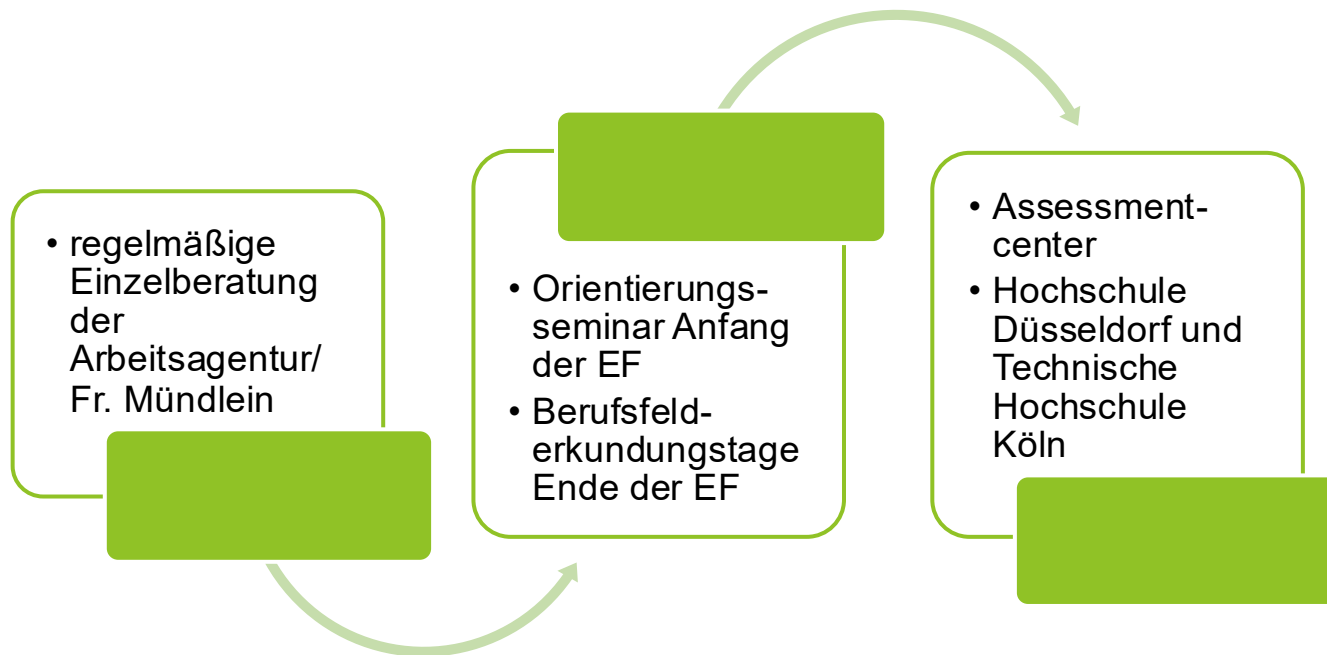 • regelmäßige
Einzelberatung
der
Arbeitsagentur/
Fr. Mündlein
• Orientierungs-
seminar Anfang
der EF
• Berufsfeld-
erkundungstage
Ende der EF
• Assessment-
center
• Hochschule
Düsseldorf und
Technische
Hochschule
Köln